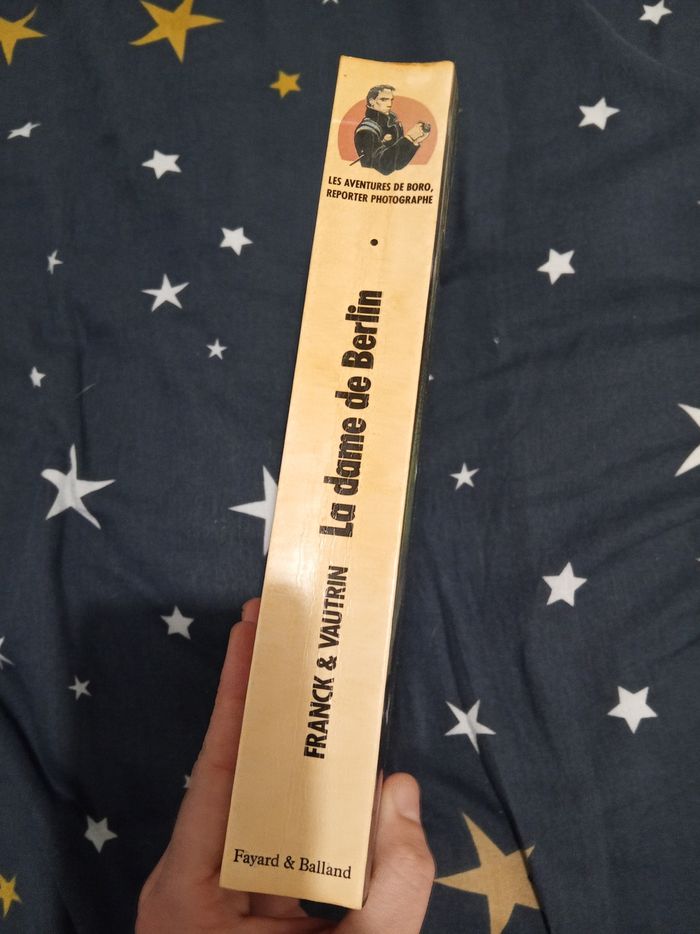 LES AVENTURES DE BORO,
REPORTER PHOTOGRAPHE
FRANCK & VAUTRIN La dame de Berlin
Fayard & Balland